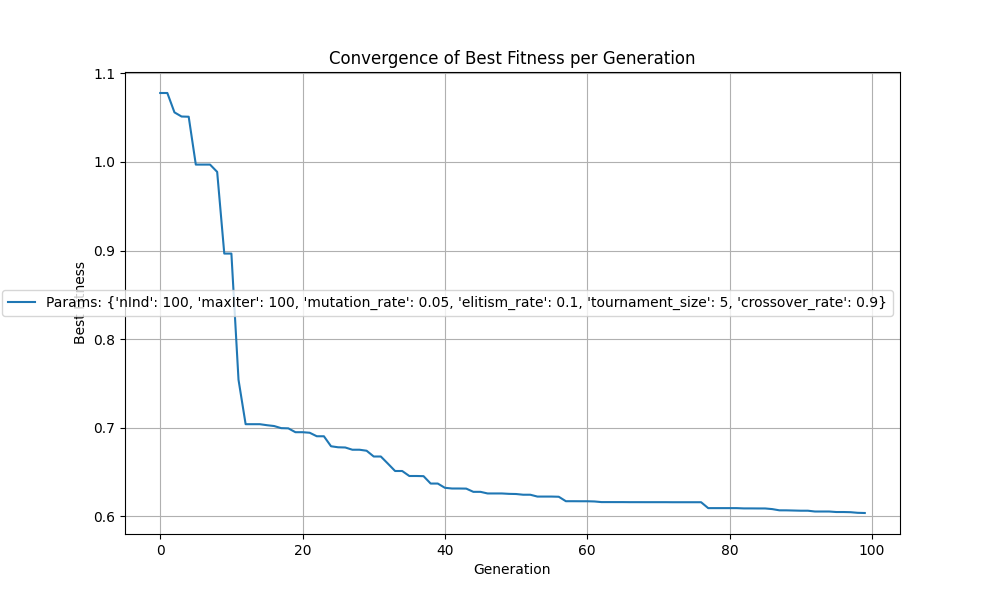 Convergence of Best Fitness per Generation
1.1
1.0
0.9
0.8
0.7
0.6
Best
ness
Params: {'nInd': 100, 'maxIter': 100, 'mutation_rate': 0.05, 'elitism_rate': 0.1, 'tournament_size': 5, 'crossover_rate': 0.9}
0
20
40
60
80
100
Generation